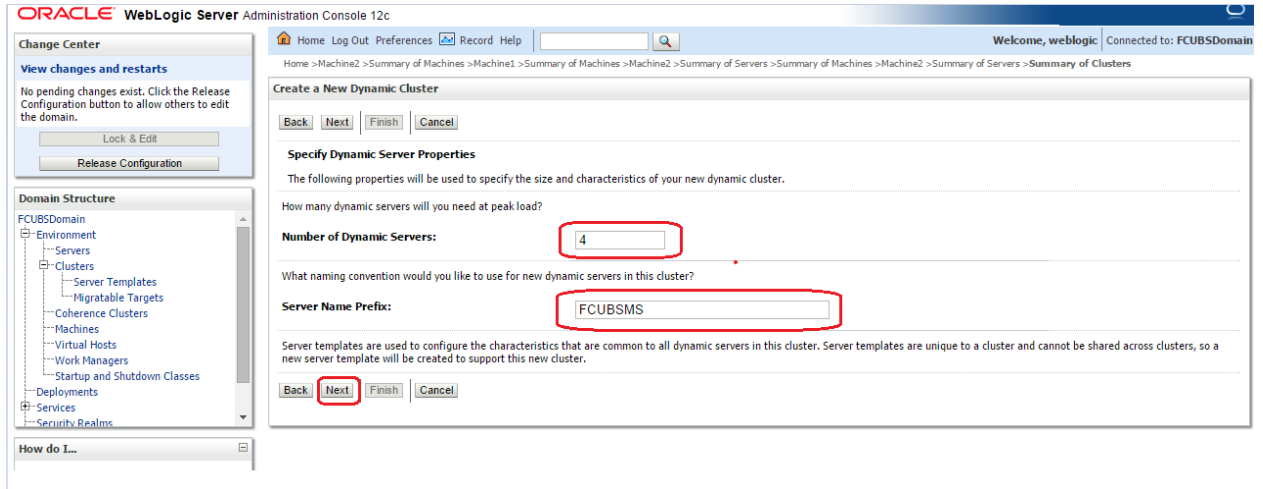 ORACLE WebLogic Server Administration Console 12c
Change Center
View changes and restarts
No pending changes exist. Click the Release
Configuration button to allow others to edit
the domain.
Lock & Edit
Release Configuration
Domain Structure
FCUBSDomain
Environment
Servers
Clusters
Server Templates
Migratable Targets
Coherence Clusters
Machines
Virtual Hosts
Work Managers
Startup and Shutdown Classes
Deployments
Services
Security Realms
How do I...
Home Log Out Preferences Record Help
Welcome, weblogic Connected to: FCUBSDomain
Home >Machine2 >Summary of Machines >Machine1 >Summary of Machines >Machine2 >Summary of Servers >Summary of Machines >Machine2 >Summary of Servers >Summary of Clusters
Create a New Dynamic Cluster
Back Next Finish Cancel
Specify Dynamic Server Properties
The following properties will be used to specify the size and characteristics of your new dynamic cluster.
How many dynamic servers will you need at peak load?
Number of Dynamic Servers: 4
What naming convention would you like to use for new dynamic servers in this cluster?
Server Name Prefix: FCUBSMS
Server templates are used to configure the characteristics that are common to all dynamic servers in this cluster. Server templates are unique to a cluster and cannot be shared across clusters, so a
new server template will be created to support this new cluster.
Back Next Finish Cancel